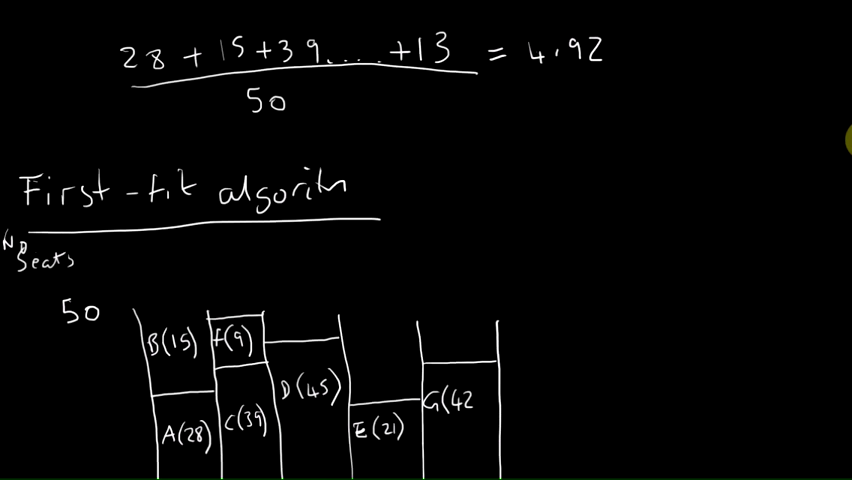 28 + 15 + 39 .... + 13 = 4.92
50
First-fit algorithm
No
Seats
50
B(15) F(9)
D(45)
A(28) C(39) E(21) G(42